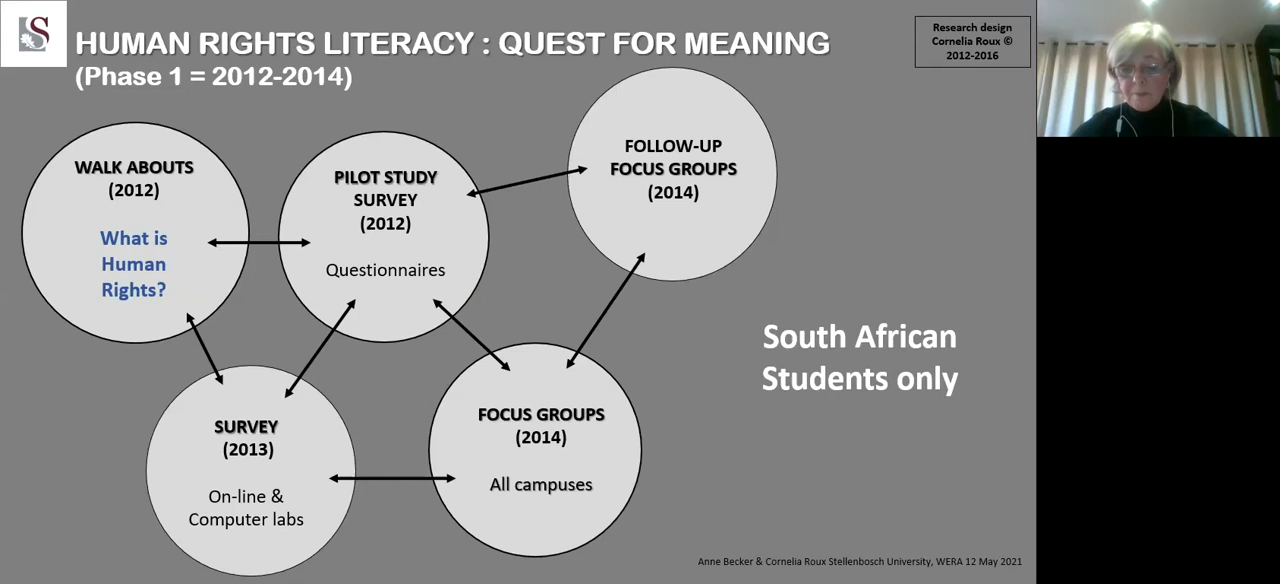 S
HUMAN RIGHTS LITERACY : QUEST FOR MEANING
(Phase 1 = 2012-2014)
Research design
Cornelia Roux ©
2012-2016
WALK ABOUTS
(2012)
What is
Human
Rights?
PILOT STUDY
SURVEY
(2012)
Questionnaires
FOLLOW-UP
FOCUS GROUPS
(2014)
South African
Students only
SURVEY
(2013)
On-line &
Computer labs
FOCUS GROUPS
(2014)
All campuses
Anne Becker & Cornelia Roux Stellenbosch University, WERA 12 May 2021